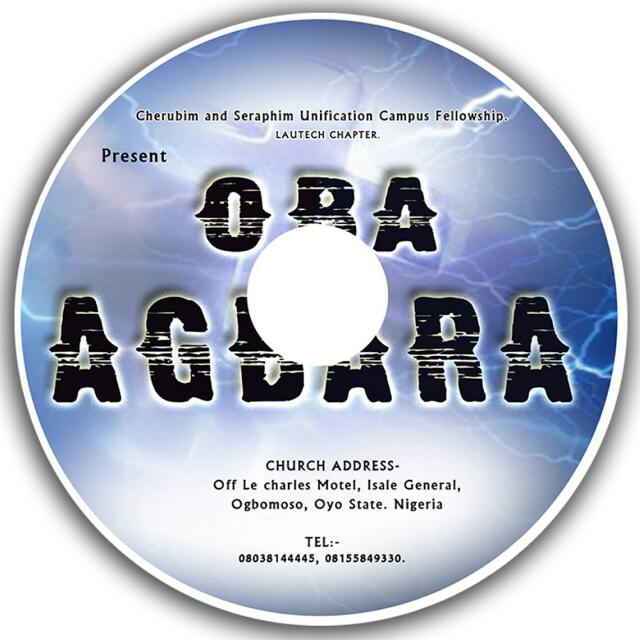 Cherubim and Seraphim Unification Campus Fellowship.
LAUTECH CHAPTER.
Present
OBA
AGBARA
CHURCH ADDRESS-
Off Le charles Motel, Isale General,
Ogbomoso, Oyo State. Nigeria
TEL:-
08038144445, 08155849330.